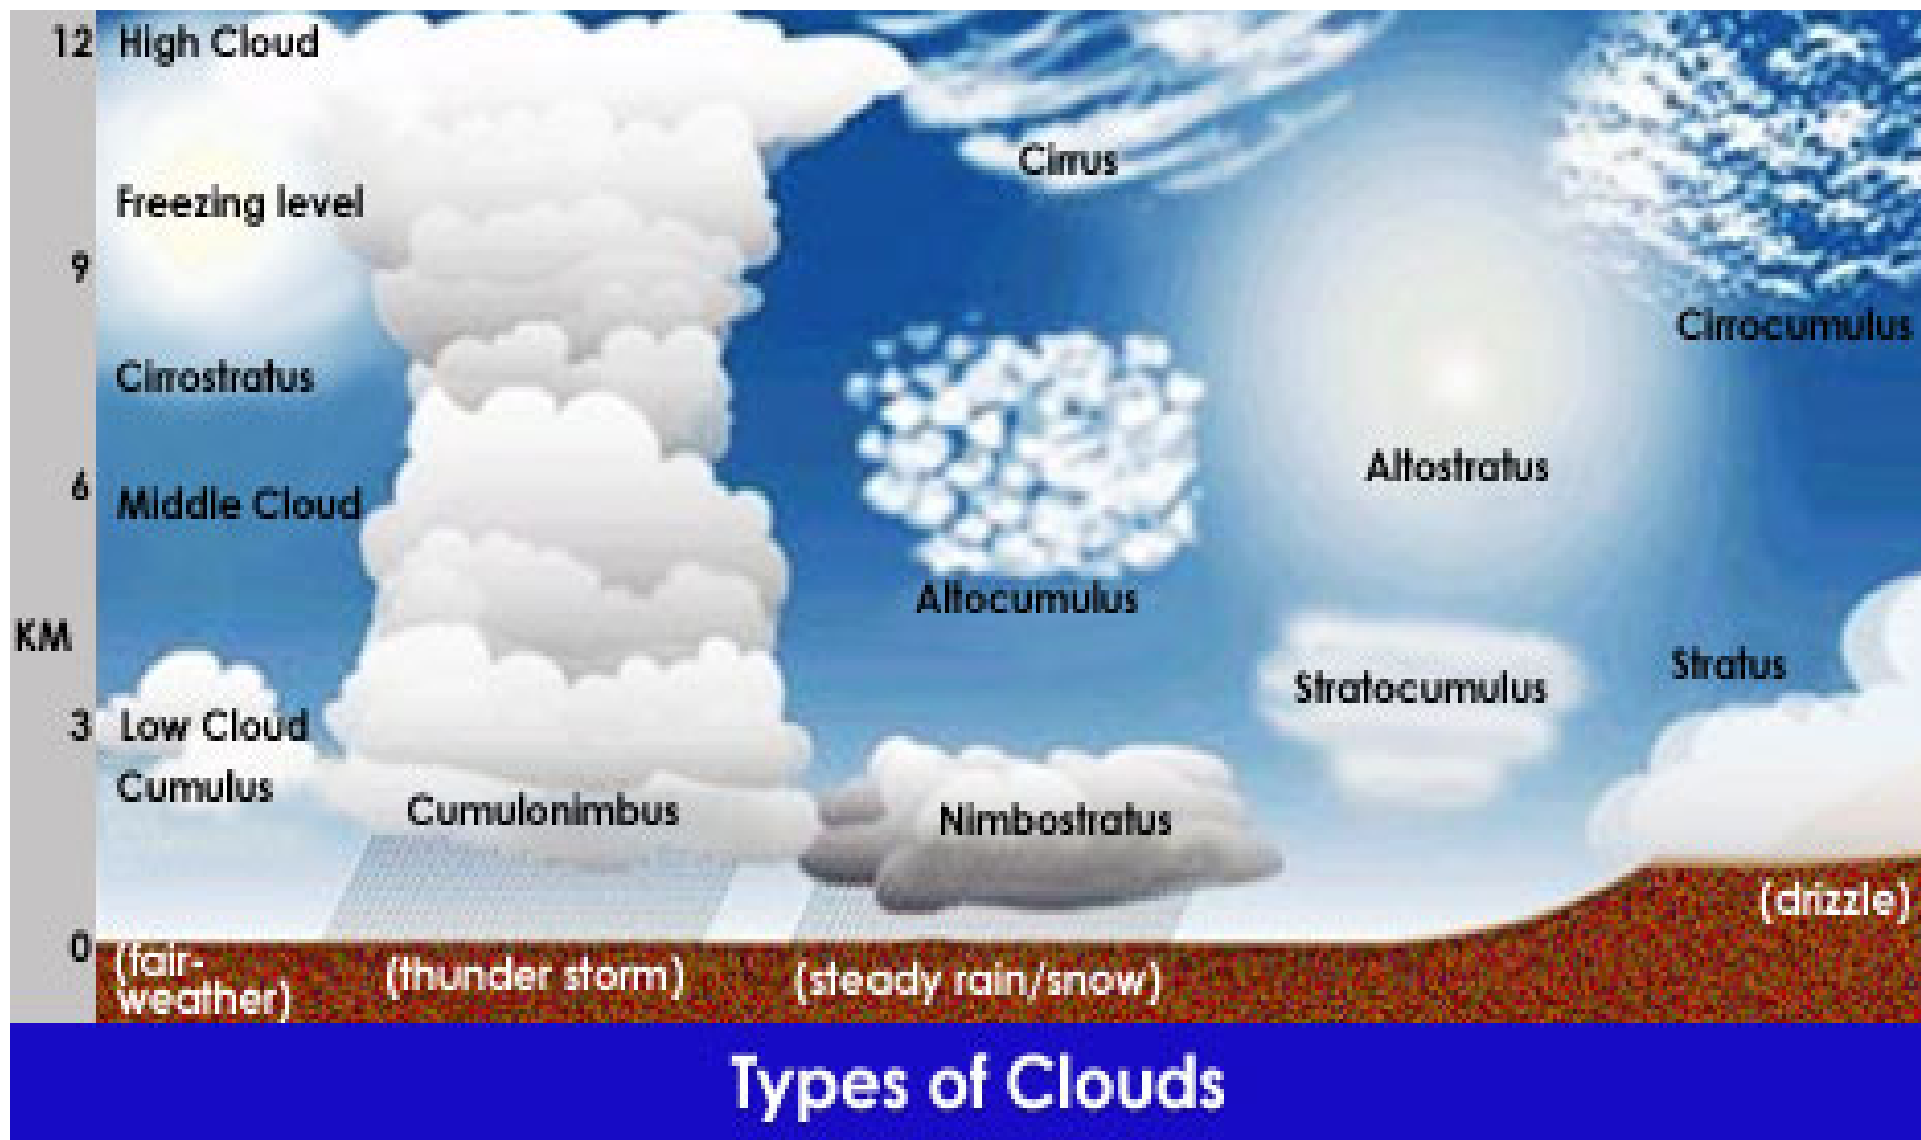 12 High Cloud
Cirrus
Freezing level
9
Cirrocumulus
Cirrostratus
Altostratus
6
Middle Cloud
Altocumulus
KM
Stratus
Stratocumulus
3 Low Cloud
Cumulus
Cumulonimbus
Nimbostratus
(drizzle)
0
(fair-
weather)
(thunder storm)
(steady rain/snow)
Types of Clouds